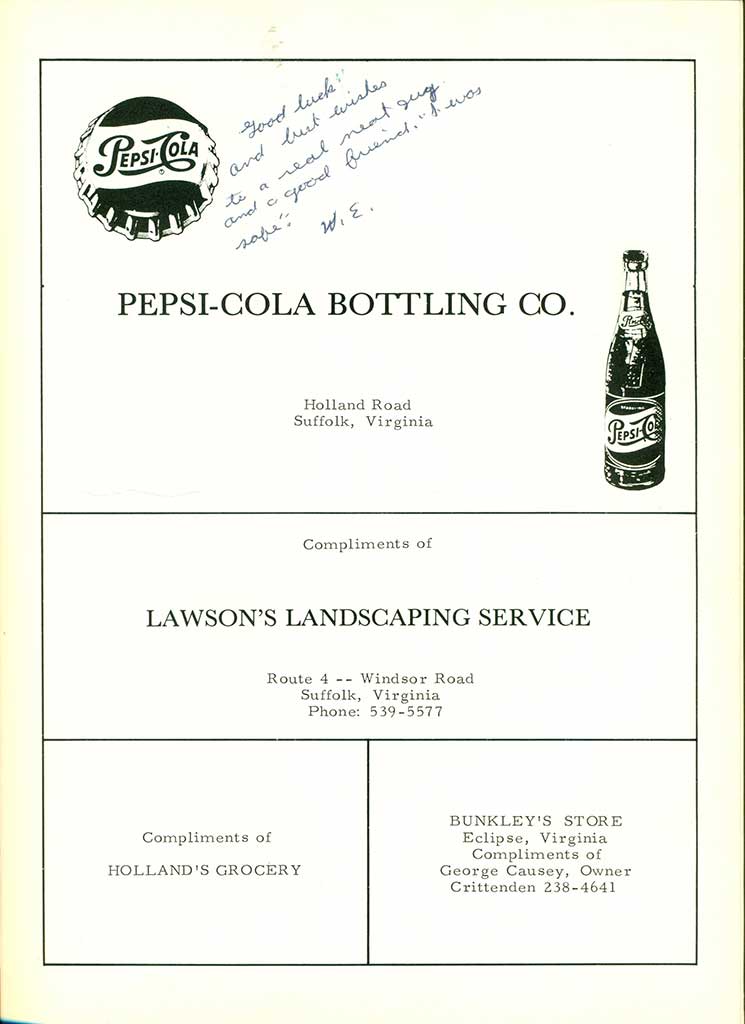 PEPSI-COLA
Good luck!!
and best wishes
to a real neat guy
and a good friend. "I was
safe".
W. E.
PEPSI-COLA BOTTLING CO.
Holland Road
Suffolk, Virginia
PEPSI-COLA
Compliments of
LAWSON'S LANDSCAPING SERVICE
Route 4 -- Windsor Road
Suffolk, Virginia
Phone: 539-5577
Compliments of
HOLLAND'S GROCERY
BUNKLEY'S STORE
Eclipse, Virginia
Compliments of
George Causey, Owner
Crittenden 238-4641